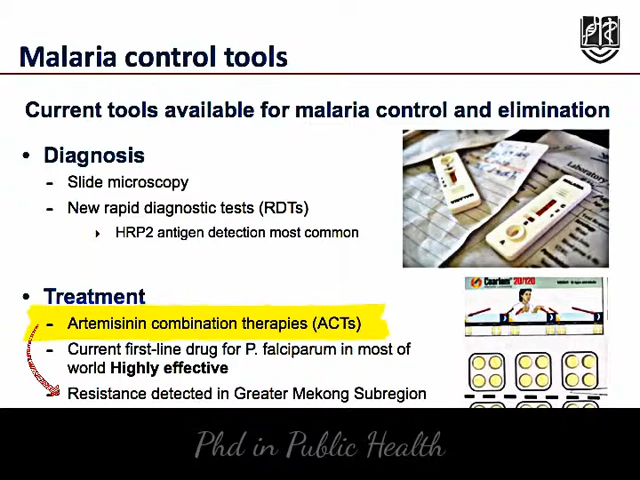 Malaria control tools
Current tools available for malaria control and elimination
• Diagnosis
- Slide microscopy
- New rapid diagnostic tests (RDTs)
HRP2 antigen detection most common
Laboratory
• Treatment
- Artemisinin combination therapies (ACTs)
- Current first-line drug for P. falciparum in most of
world Highly effective
- Resistance detected in Greater Mekong Subregion
Coartem 20/120
Phd in Public Health